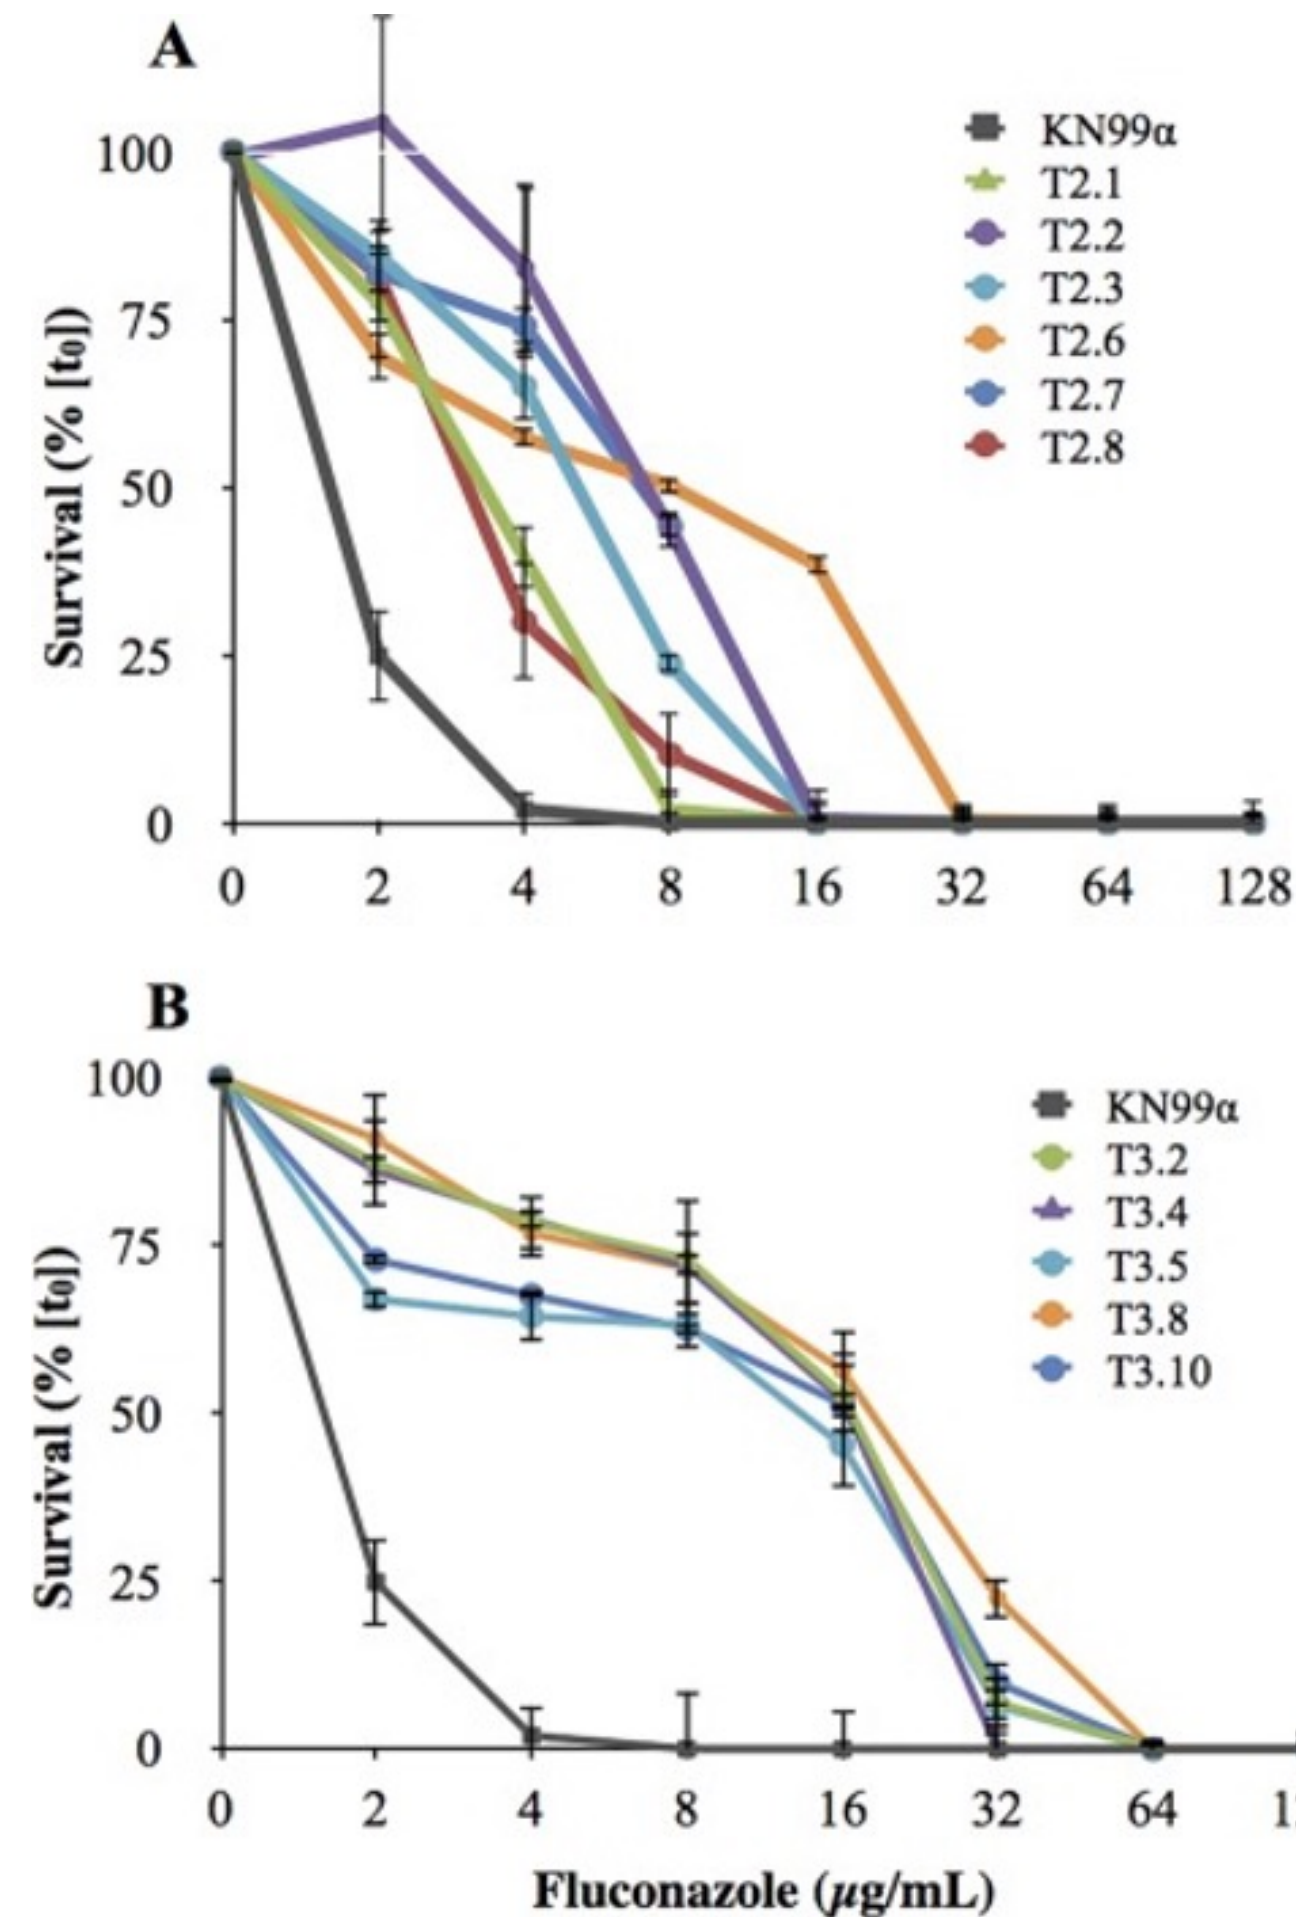 A
Survival (% [t0])
100
75
50
25
0
0 2 4 8 16 32 64 128
KN99α
T2.1
T2.2
T2.3
T2.6
T2.7
T2.8
B
Survival (% [t0])
100
75
50
25
0
0 2 4 8 16 32 64
KN99α
T3.2
T3.4
T3.5
T3.8
T3.10
Fluconazole (µg/mL)